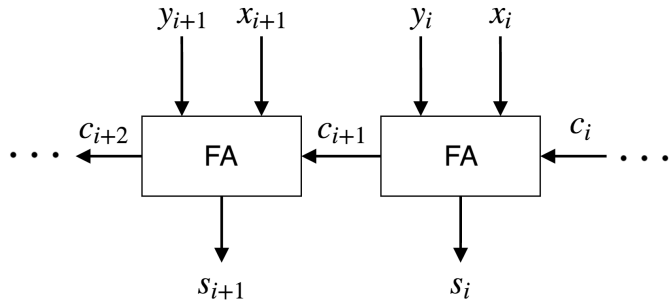 y_{i+1} x_{i+1} y_i x_i
c_{i+2} c_{i+1} c_i
... FA FA ...
s_{i+1} s_i